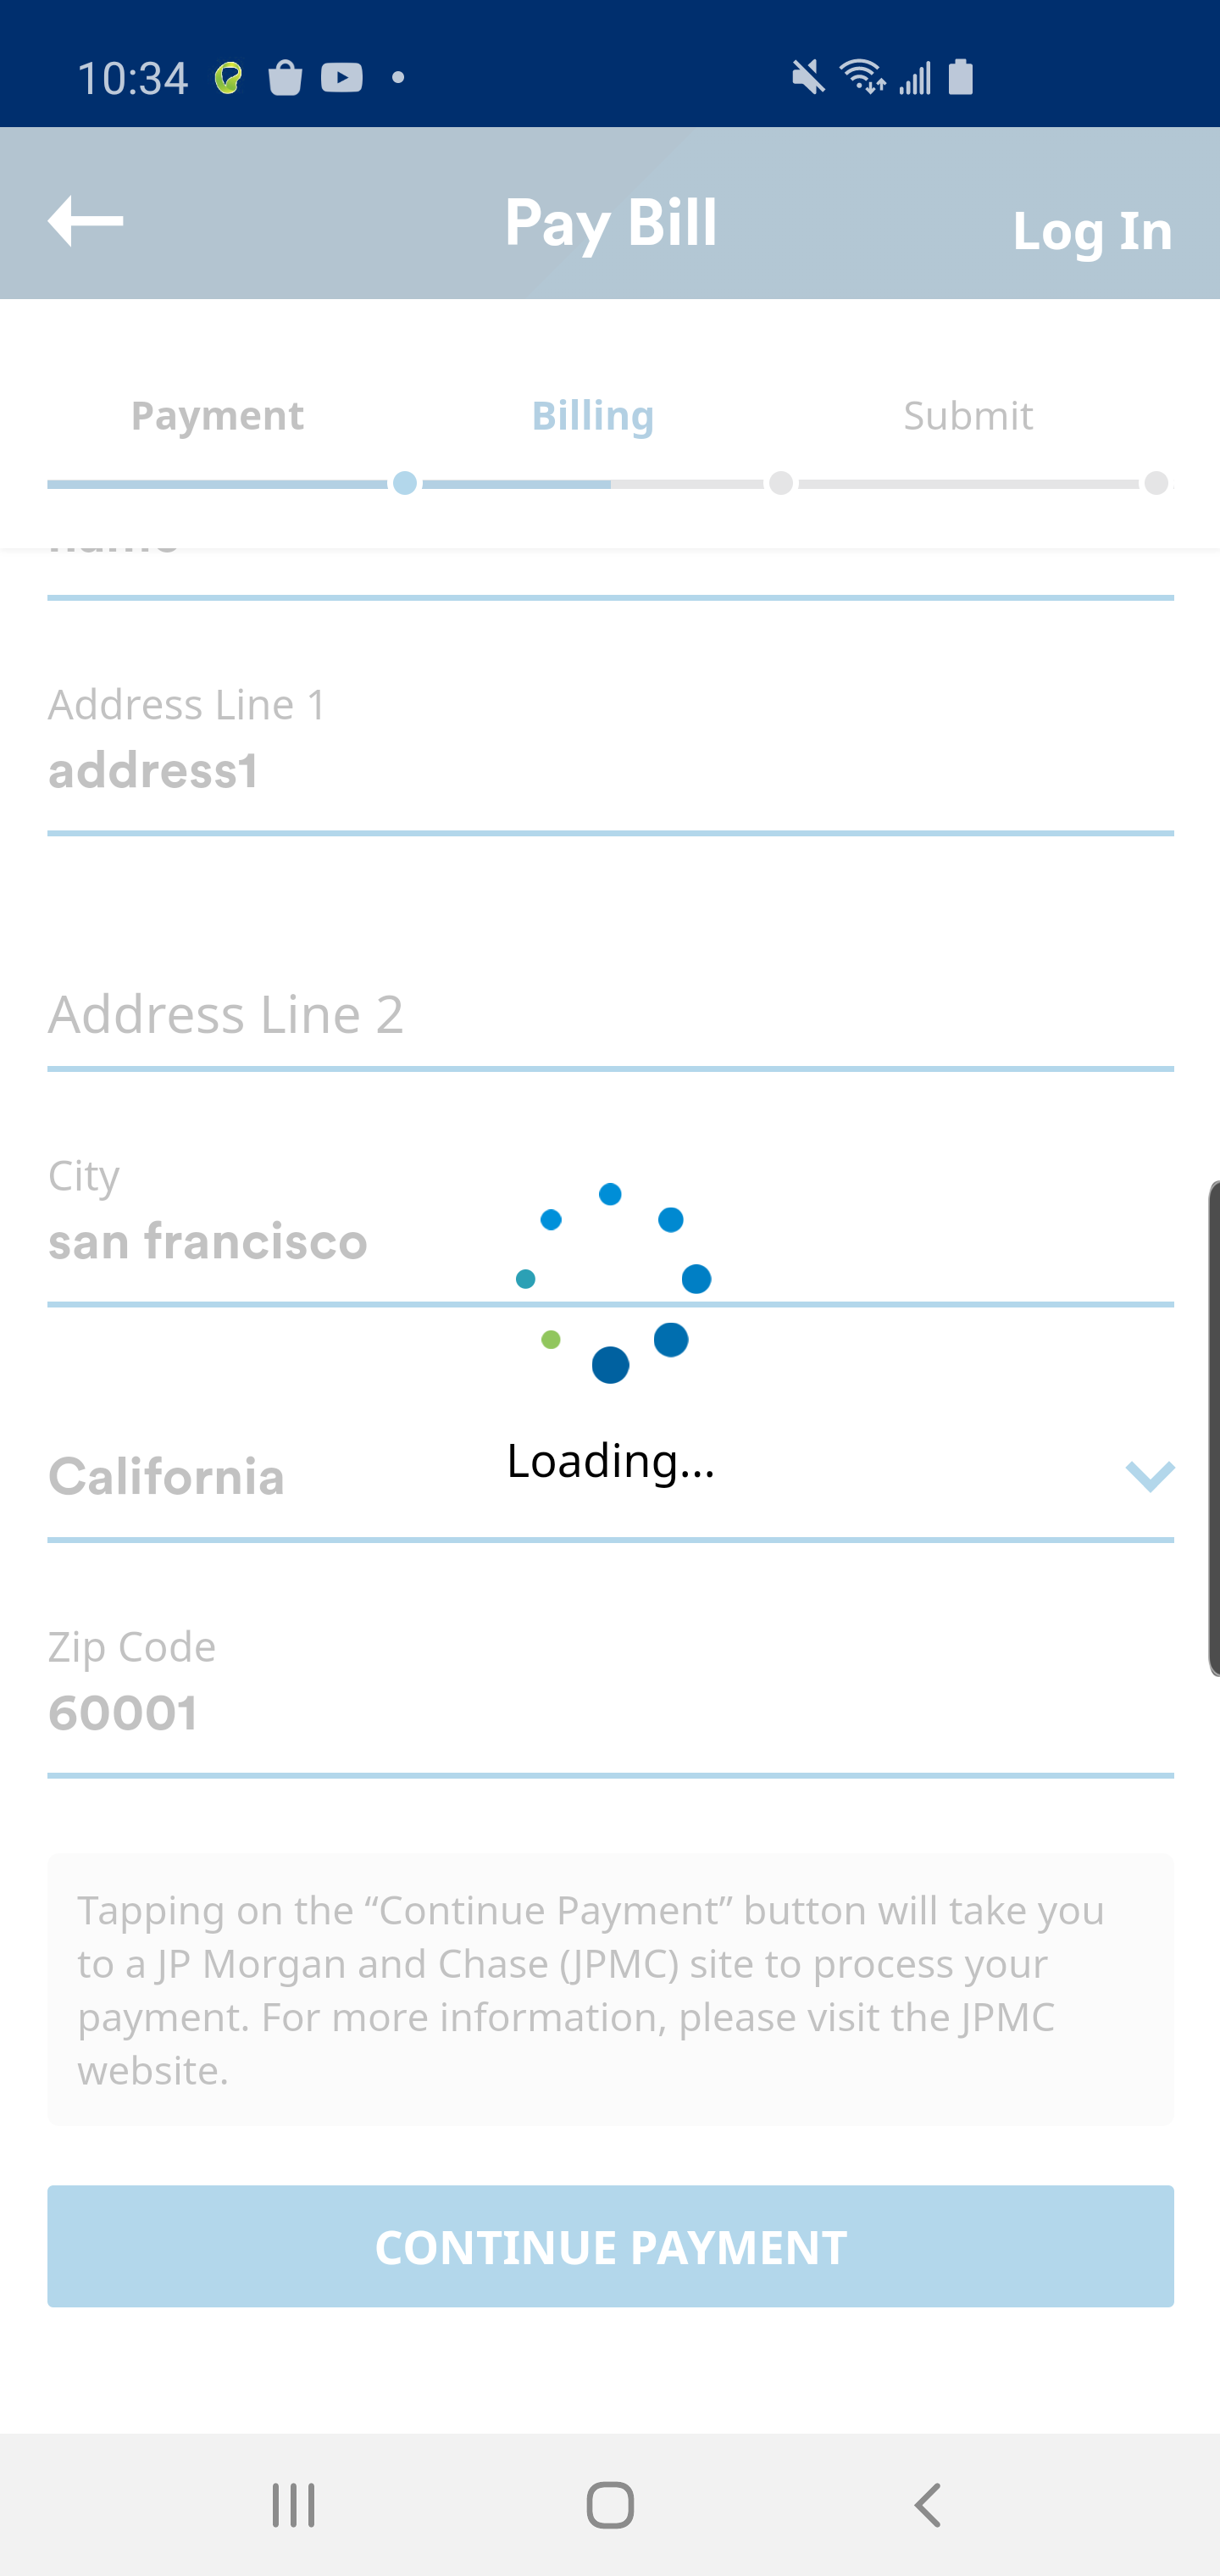 10:34
Pay Bill
Log In
Payment Billing Submit
Address Line 1
address1
Address Line 2
City
san francisco
Loading...
California
Zip Code
60001
Tapping on the “Continue Payment” button will take you
to a JP Morgan and Chase (JPMC) site to process your
payment. For more information, please visit the JPMC
website.
CONTINUE PAYMENT